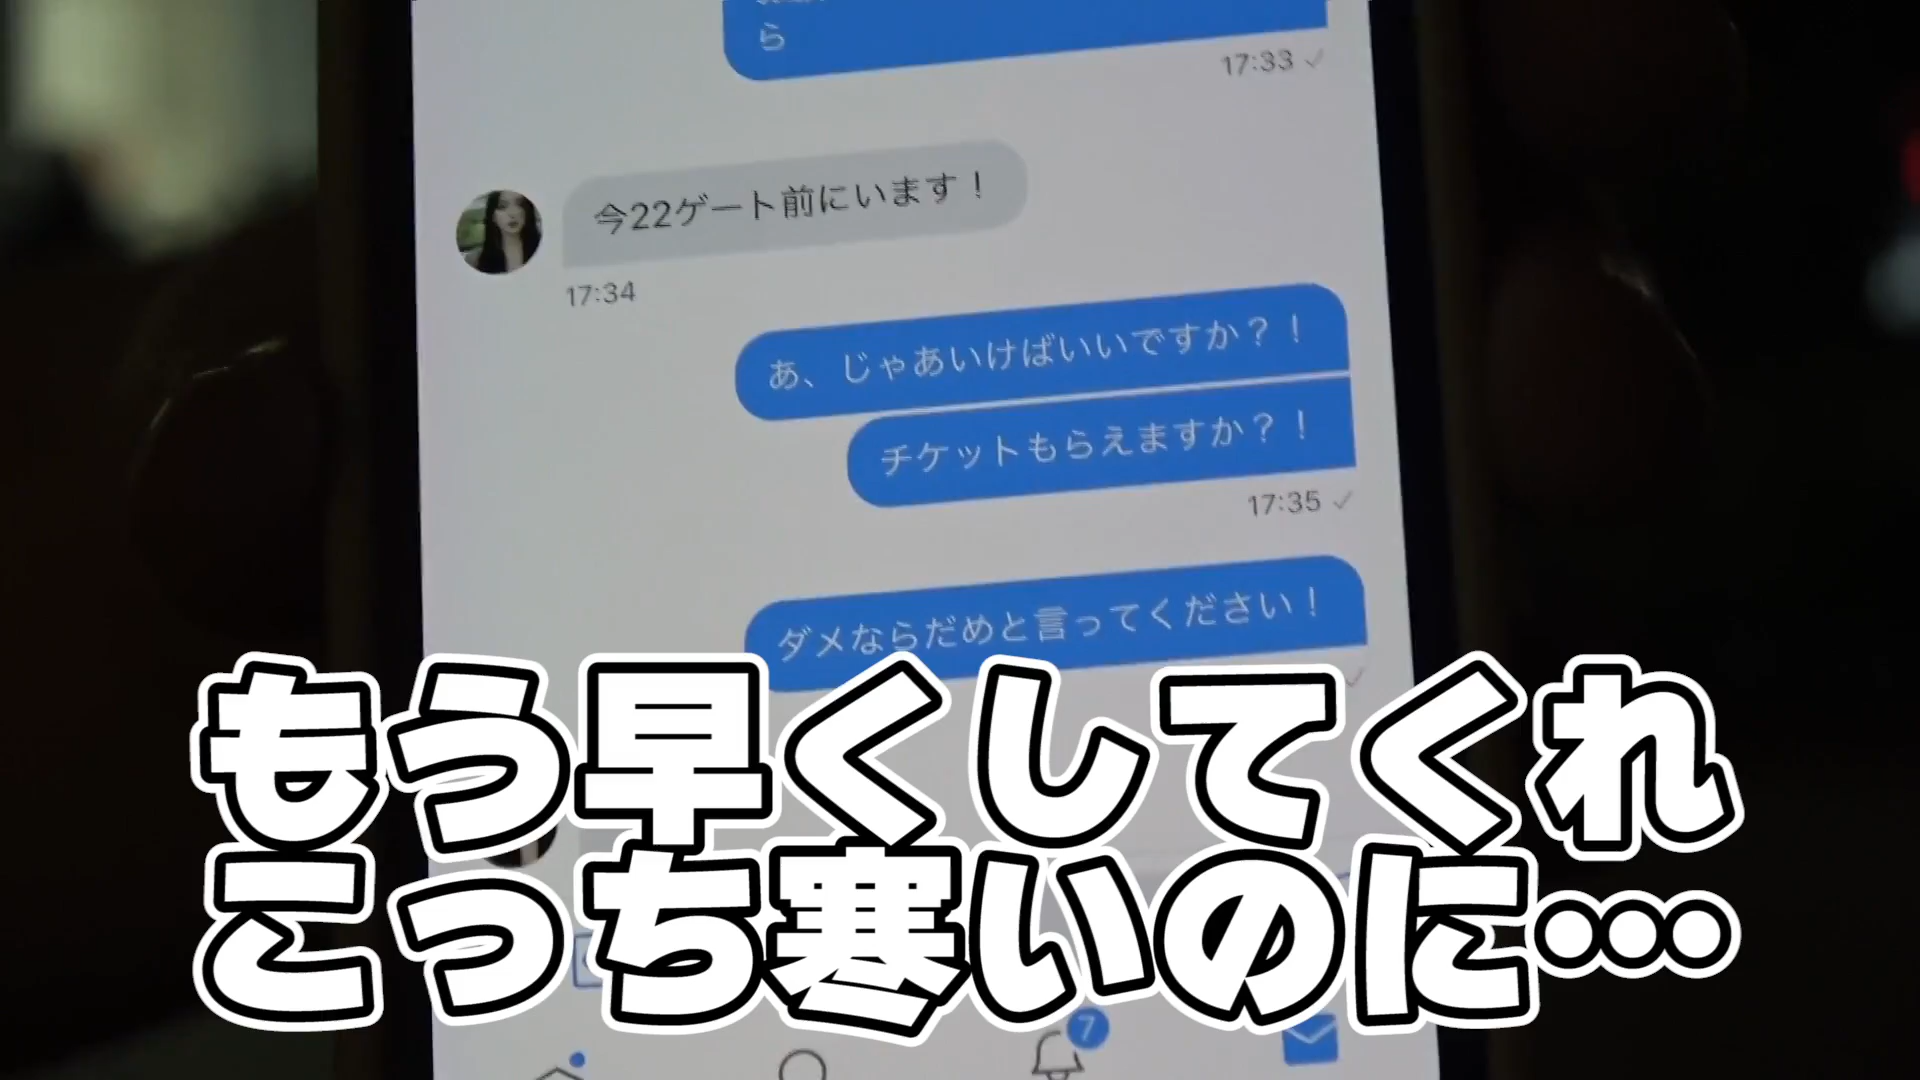 ら
17:33
今22ゲート前にいます！
17:34
あ、じゃあいけばいいですか？！
チケットもらえますか？！
17:35
ダメならだめと言ってください！
もう早くしてくれ
こっち寒いのに…
7